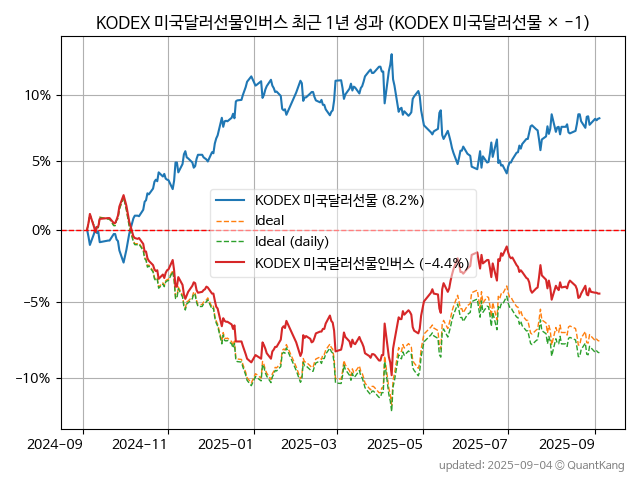 KODEX 미국달러선물인버스 최근 1년 성과 (KODEX 미국달러선물 × −1)
10%
5%
0%
−5%
−10%
KODEX 미국달러선물 (8.2%)
Ideal
Ideal (daily)
KODEX 미국달러선물인버스 (−4.4%)
2024-09 2024-11 2025-01 2025-03 2025-05 2025-07 2025-09
updated: 2025-09-04 © QuantKang